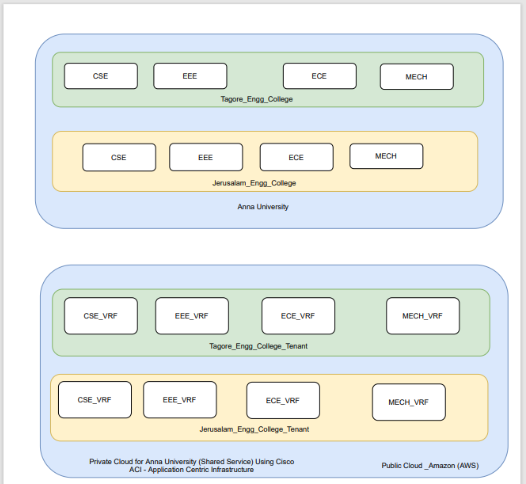 CSE
EEE
ECE
MECH
Tagore_Engg_College
CSE
EEE
ECE
MECH
Jerusalam_Engg_College
Anna University
CSE_VRF
EEE_VRF
ECE_VRF
MECH_VRF
Tagore_Engg_College_Tenant
CSE_VRF
EEE_VRF
ECE_VRF
MECH_VRF
Jerusalam_Engg_College_Tenant
Private Cloud for Anna University (Shared Service) Using Cisco
ACI - Application Centric Infrastructure
Public Cloud _Amazon (AWS)